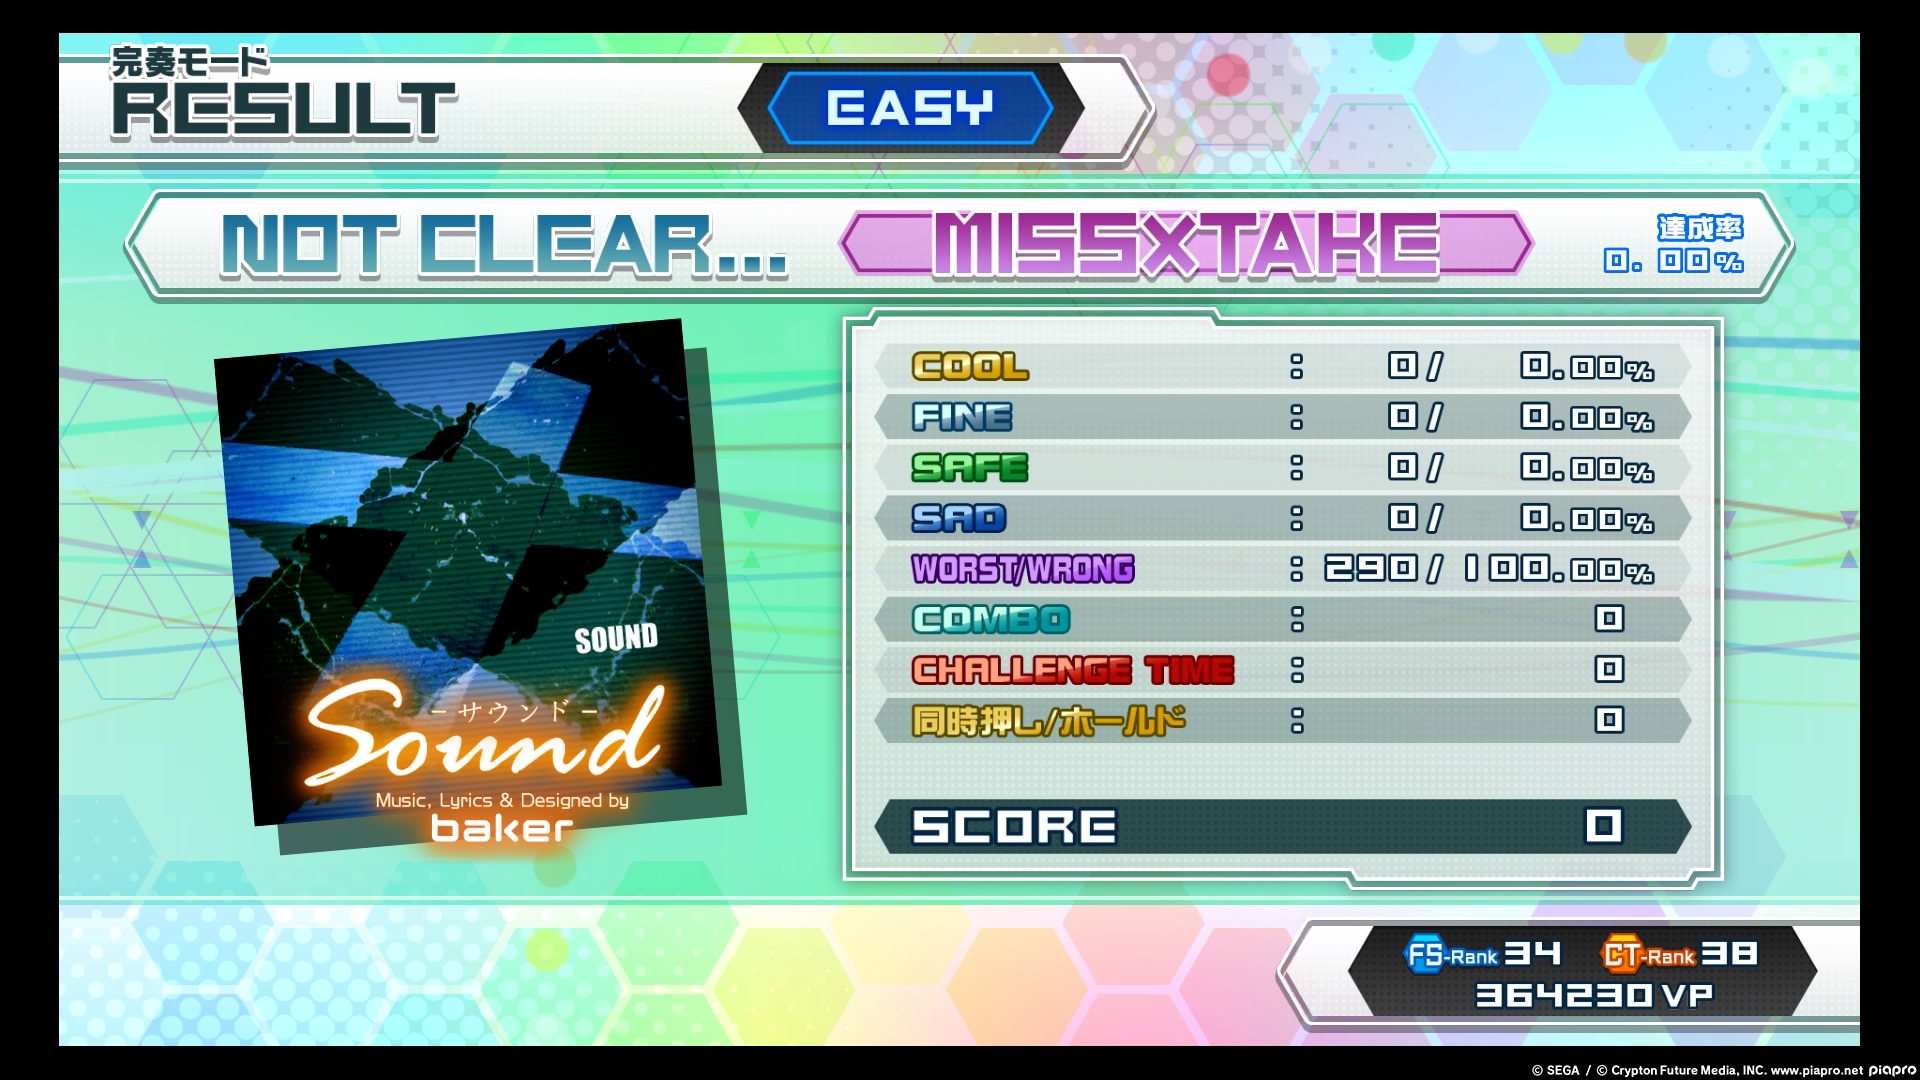 完奏モード
RESULT
EASY
NOT CLEAR...
MISS×TAKE
達成率
0.00%
COOL : 0/ 0.00%
FINE : 0/ 0.00%
SAFE : 0/ 0.00%
SAD : 0/ 0.00%
WORST/WRONG : 290/ 100.00%
COMBO : 0
CHALLENGE TIME : 0
同時押し/ホールド : 0
SCORE 0
SOUND
-サウンド-
Sound
Music, Lyrics & Designed by
baker
FS-Rank 34 CT-Rank 38
364230 VP
© SEGA / © Crypton Future Media, INC. www.piapro.net piapro